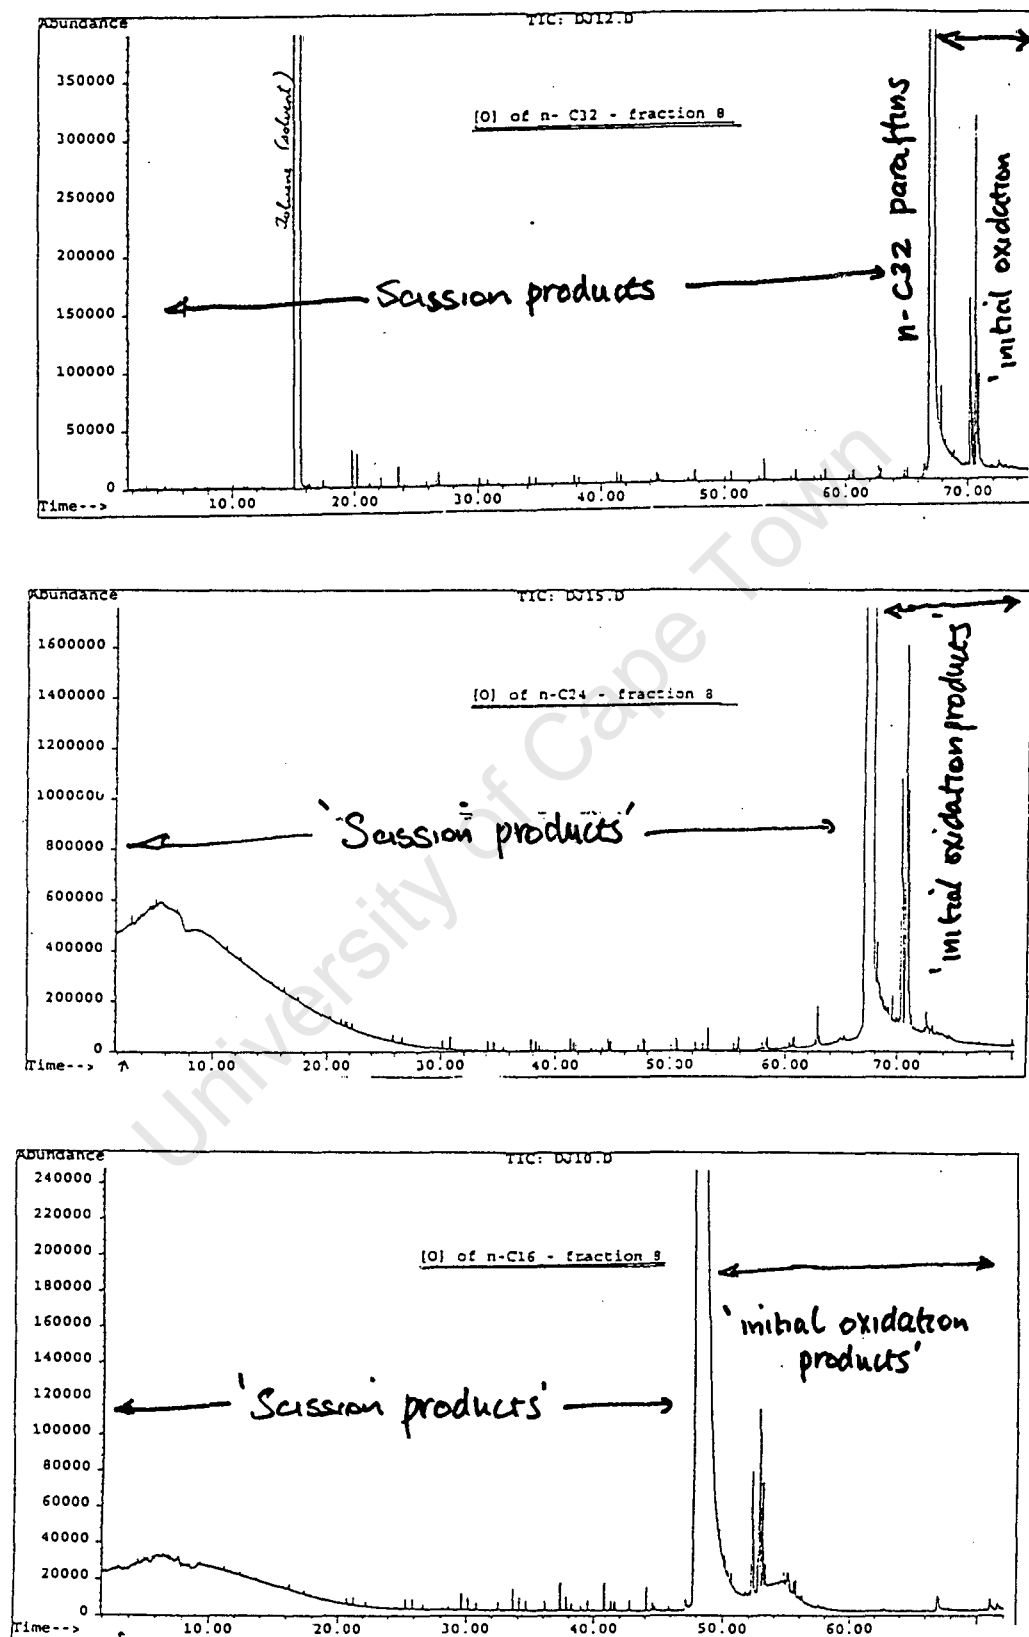 Abundance
TIC: DJ12.D
350000
300000
250000
200000
150000
100000
50000
0
Time-->
10.00
20.00
30.00
40.00
50.00
60.00
70.00
[O] of n- C32 - fraction 8
Toluene (solvent)
Scission products
n-C32 paraffins
'initial oxidation
Abundance
TIC: DJ15.D
1600000
1400000
1200000
1000000
800000
600000
400000
200000
0
Time-->
10.00
20.00
30.00
40.00
50.00
60.00
70.00
[O] of n-C24 - fraction 8
'Scission products'
'initial oxidation products'
Abundance
TIC: DJ10.D
240000
220000
200000
180000
160000
140000
120000
100000
80000
60000
40000
20000
0
Time-->
10.00
20.00
30.00
40.00
50.00
60.00
70.00
[O] of n-C16 - fraction 8
'Scission products'
'initial oxidation
products'
University of Cape Town